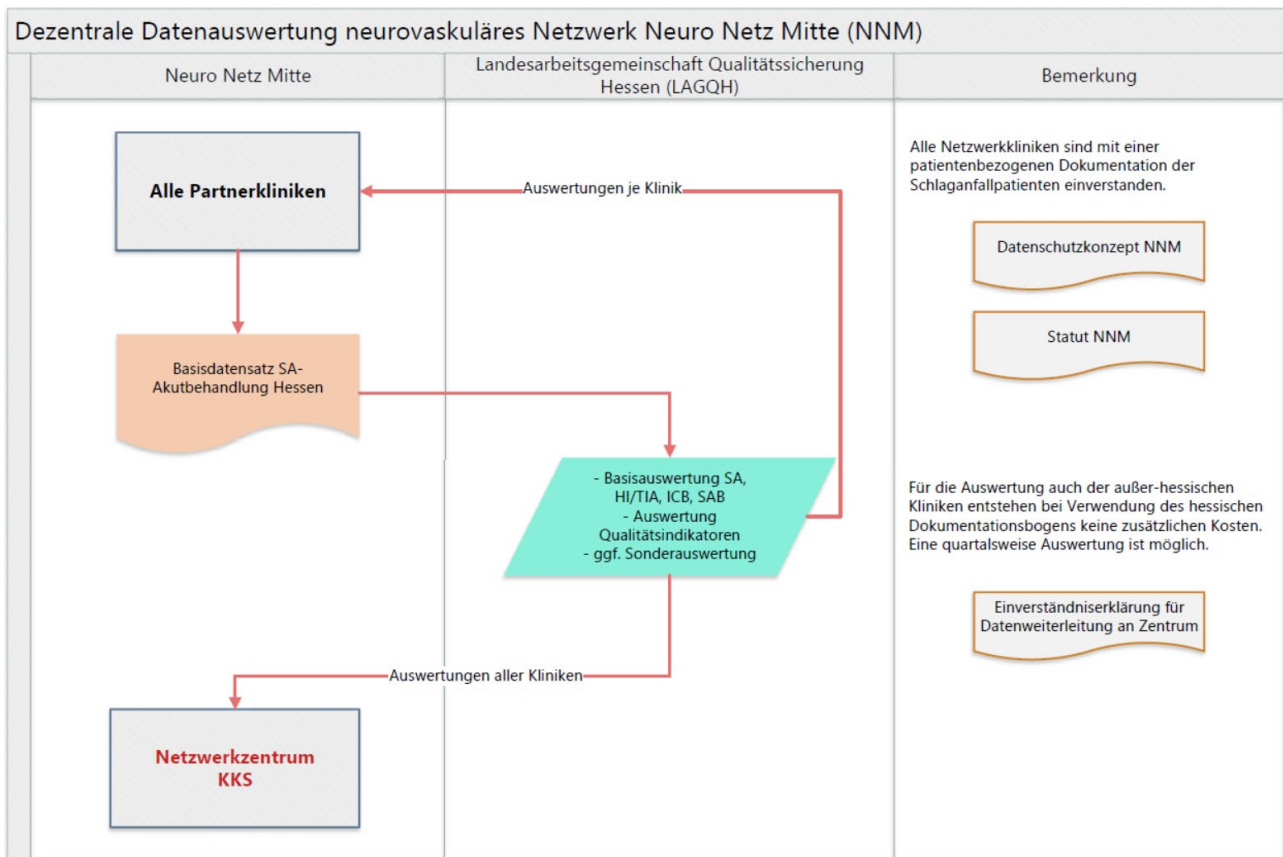 Dezentrale Datenauswertung neurovaskuläres Netzwerk Neuro Netz Mitte (NNM)
Neuro Netz Mitte
Landesarbeitsgemeinschaft Qualitätssicherung
Hessen (LAGQH)
Bemerkung
Alle Partnerkliniken
Auswertungen je Klinik
Alle Netzwerkkliniken sind mit einer
patientenbezogenen Dokumentation der
Schlaganfallpatienten einverstanden.
Datenschutzkonzept NNM
Statut NNM
Basisdatensatz SA-
Akutbehandlung Hessen
- Basisauswertung SA,
HI/TIA, ICB, SAB
- Auswertung
Qualitätsindikatoren
- ggf. Sonderauswertung
Für die Auswertung auch der außer-hessischen
Kliniken entstehen bei Verwendung des hessischen
Dokumentationsbogens keine zusätzlichen Kosten.
Eine quartalsweise Auswertung ist möglich.
Einverständniserklärung für
Datenweiterleitung an Zentrum
Auswertungen aller Kliniken
Netzwerkzentrum
KKS